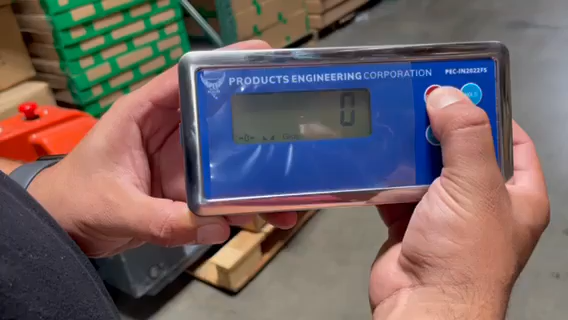 PRODUCTS ENGINEERING CORPORATION
PEC-IN2022FS
0